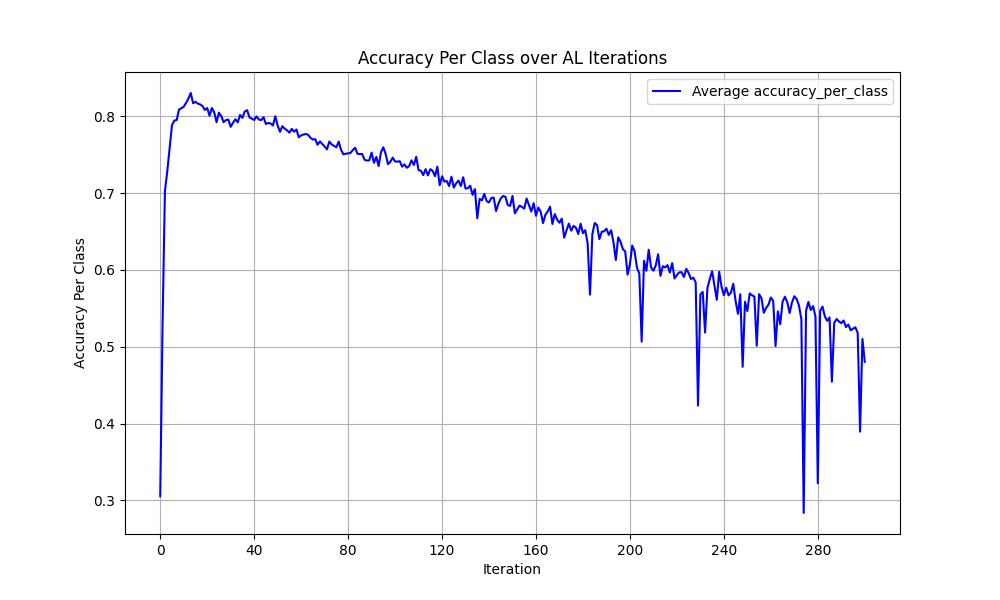 Accuracy Per Class over AL Iterations
Average accuracy_per_class
Accuracy Per Class
0.8
0.7
0.6
0.5
0.4
0.3
0 40 80 120 160 200 240 280
Iteration